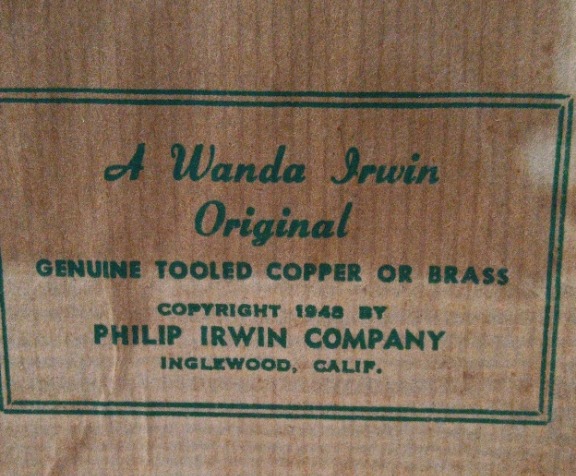 A Wanda Irwin
Original
GENUINE TOOLED COPPER OR BRASS
COPYRIGHT 1948 BY
PHILIP IRWIN COMPANY
INGLEWOOD, CALIF.